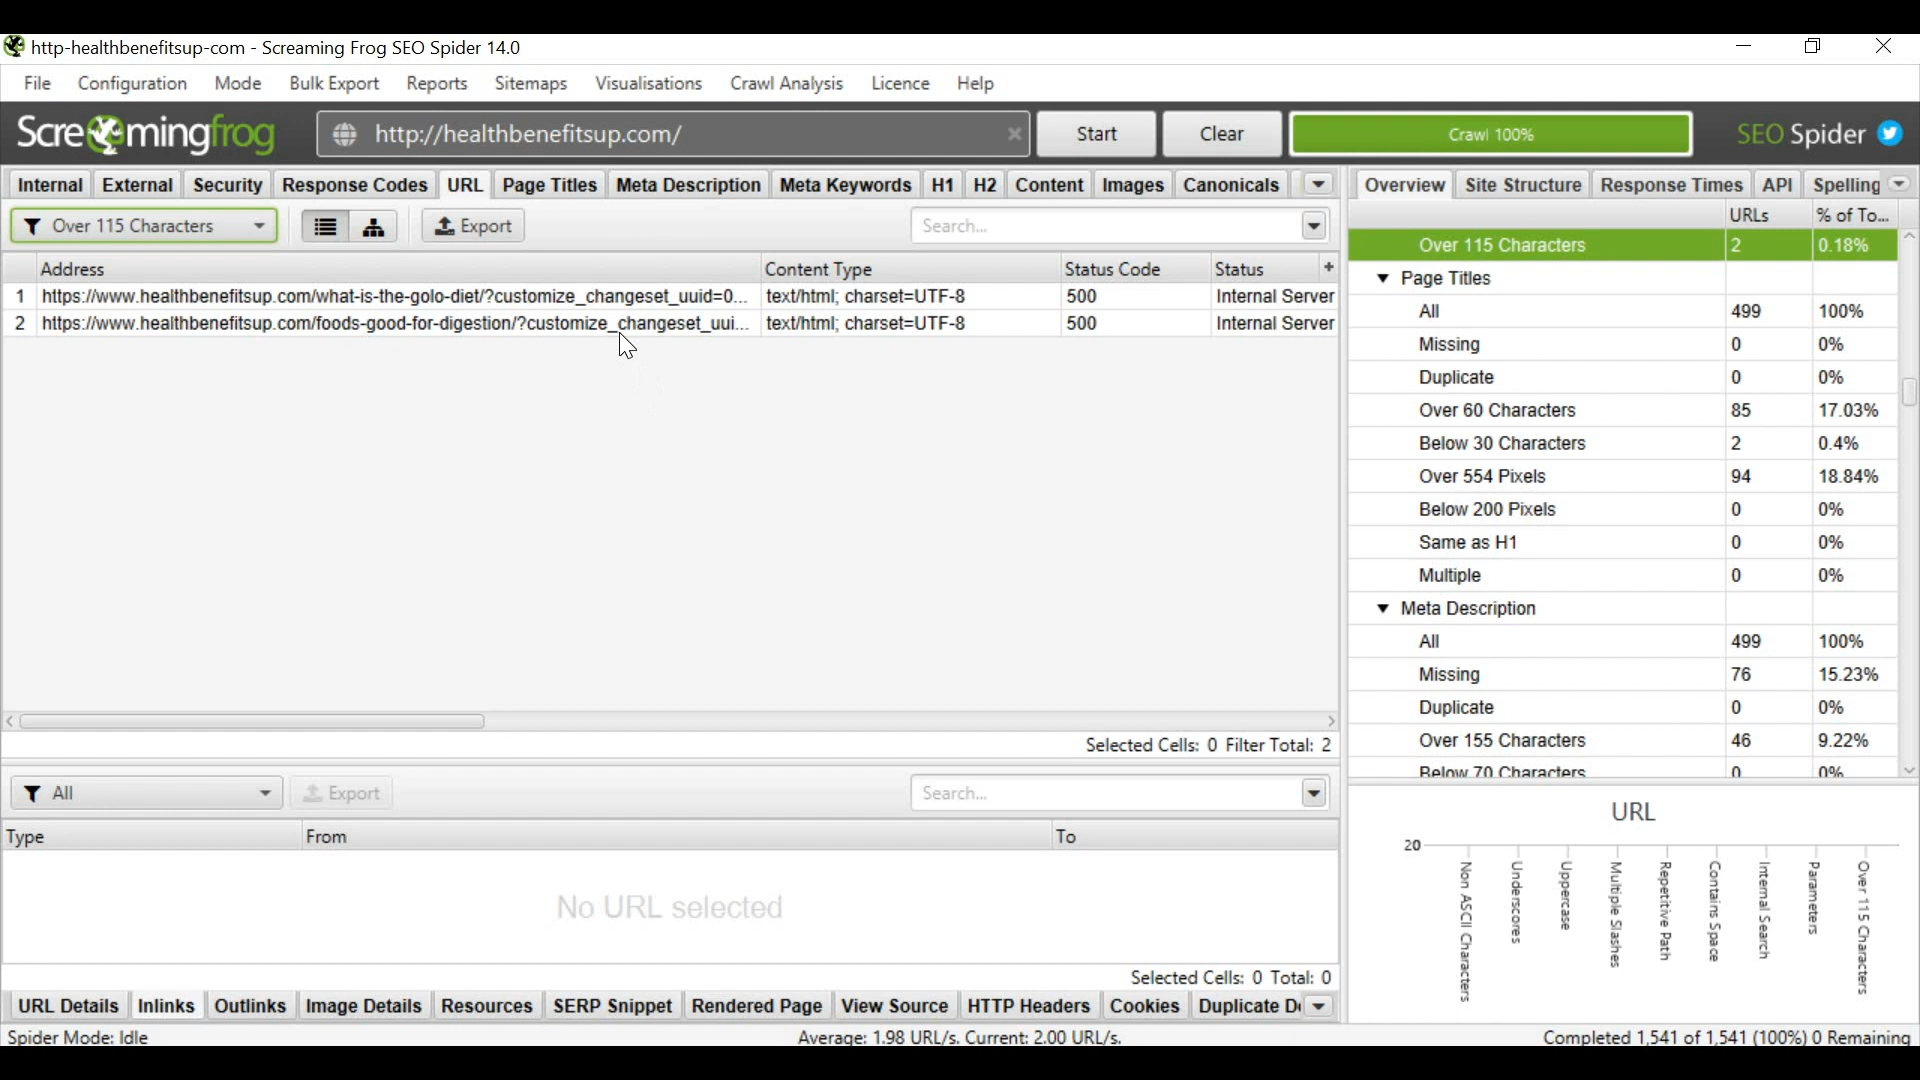 http-healthbenefitsup-com - Screaming Frog SEO Spider 14.0
File Configuration Mode Bulk Export Reports Sitemaps Visualisations Crawl Analysis Licence Help
Screamingfrog http://healthbenefitsup.com/ Start Clear Crawl 100% SEO Spider
Internal External Security Response Codes URL Page Titles Meta Description Meta Keywords H1 H2 Content Images Canonicals
Overview Site Structure Response Times API Spelling
URLs % of To...
Over 115 Characters Export Search...
Address Content Type Status Code Status +
1 https://www.healthbenefitsup.com/what-is-the-golo-diet/?customize_changeset_uuid=0... text/html; charset=UTF-8 500 Internal Server
2 https://www.healthbenefitsup.com/foods-good-for-digestion/?customize_changeset_uui... text/html; charset=UTF-8 500 Internal Server
Selected Cells: 0 Filter Total: 2
Over 115 Characters 2 0.18%
Page Titles
All 499 100%
Missing 0 0%
Duplicate 0 0%
Over 60 Characters 85 17.03%
Below 30 Characters 2 0.4%
Over 554 Pixels 94 18.84%
Below 200 Pixels 0 0%
Same as H1 0 0%
Multiple 0 0%
Meta Description
All 499 100%
Missing 76 15.23%
Duplicate 0 0%
Over 155 Characters 46 9.22%
Below 70 Characters 0 0%
All Export Search...
Type From To
No URL selected
Selected Cells: 0 Total: 0
URL
20
Non ASCII Characters
Underscores
Uppercase
Multiple Slashes
Repetitive Path
Contains Space
Internal Search
Parameters
Over 115 Characters
URL Details Inlinks Outlinks Image Details Resources SERP Snippet Rendered Page View Source HTTP Headers Cookies Duplicate
Spider Mode: Idle Average: 1.98 URL/s. Current: 2.00 URL/s. Completed 1,541 of 1,541 (100%) 0 Remaining